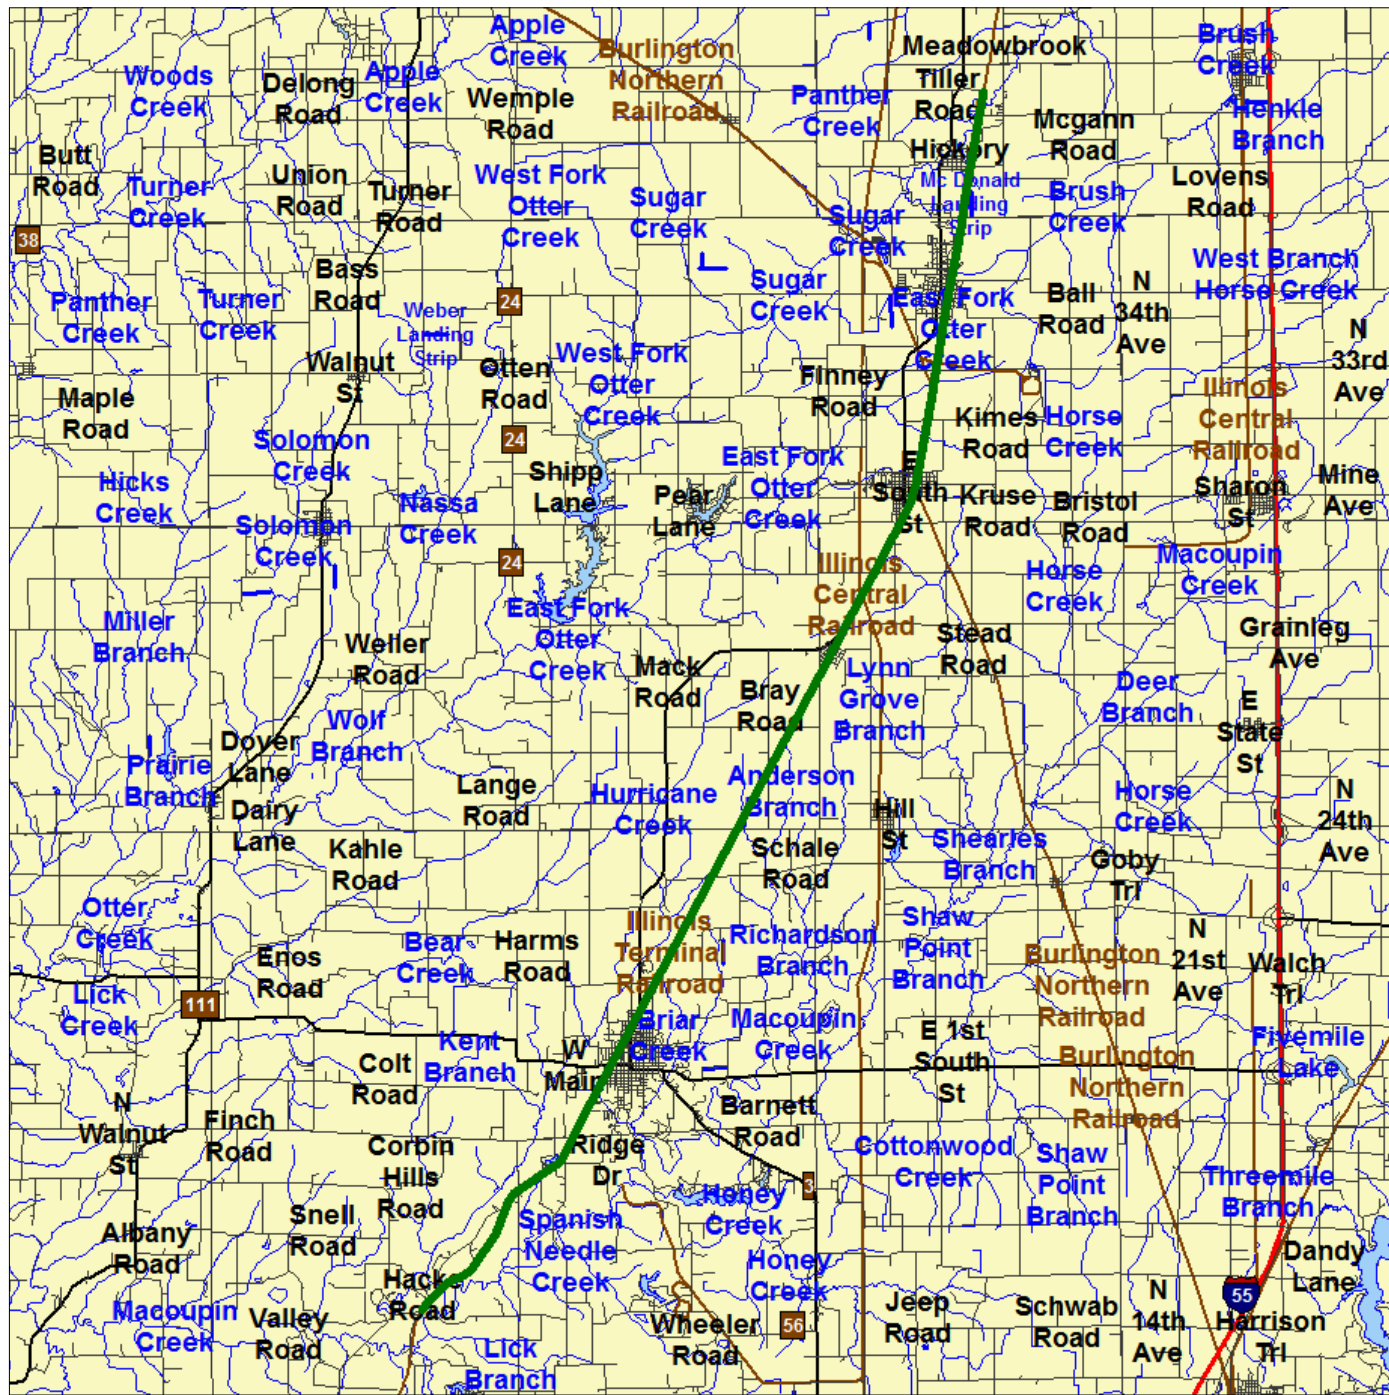 Apple
Creek
Burlington
Northern
Railroad
Meadowbrook
Brush
Creek
Woods
Creek
Delong
Road
Apple
Creek
Wemple
Road
Panther
Creek
Tiller
Road
Mcgann
Road
Henkle
Branch
Butt
Road
Turner
Creek
Union
Road
Turner
Road
West Fork
Otter
Creek
Sugar
Creek
Sugar
Creek
Hickory
Mc Donald
Landing
Strip
Brush
Creek
Lovens
Road
38
Panther
Creek
Turner
Creek
Bass
Road
Weber
Landing
Strip
24
Sugar
Creek
East Fork
Otter
Creek
Ball
Road
N
34th
Ave
West Branch
Horse Creek
N
33rd
Ave
Maple
Road
Walnut
St
Otten
Road
West Fork
Otter
Creek
Finney
Road
Kimes
Road
Horse
Creek
Illinois
Central
Railroad
Hicks
Creek
Solomon
Creek
24
Shipp
Lane
Pear
Lane
East Fork
Otter
Creek
E
South
St
Kruse
Road
Bristol
Road
Sharon
St
Mine
Ave
Solomon
Creek
Nassa
Creek
24
Illinois
Central
Railroad
Horse
Creek
Macoupin
Creek
Miller
Branch
Weller
Road
East Fork
Otter
Creek
Mack
Road
Bray
Road
Lynn
Grove
Branch
Stead
Road
Deer
Branch
Grainleg
Ave
Prairie
Branch
Dover
Lane
Wolf
Branch
E
State
St
Dairy
Lane
Lange
Road
Hurricane
Creek
Anderson
Branch
Hill
St
Horse
Creek
N
24th
Ave
Kahle
Road
Schale
Road
Shearles
Branch
Goby
Trl
Otter
Creek
Enos
Road
Bear
Creek
Harms
Road
Illinois
Terminal
Railroad
Richardson
Branch
Shaw
Point
Branch
Burlington
Northern
Railroad
N
21st
Ave
Walch
Trl
Lick
Creek
111
Colt
Road
Kent
Branch
W
Main
Briar
Creek
Macoupin
Creek
E 1st
South
St
Burlington
Northern
Railroad
Fivemile
Lake
N
Walnut
St
Finch
Road
Corbin
Hills
Road
Ridge
Dr
Barnett
Road
Cottonwood
Creek
Shaw
Point
Branch
Threemile
Branch
3
Albany
Road
Snell
Road
Spanish
Needle
Creek
Honey
Creek
Honey
Creek
Dandy
Lane
Macoupin
Creek
Valley
Road
Hack
Road
Lick
Branch
Wheeler
Road
56
Jeep
Road
Schwab
Road
N
14th
Ave
55
Harrison
Trl